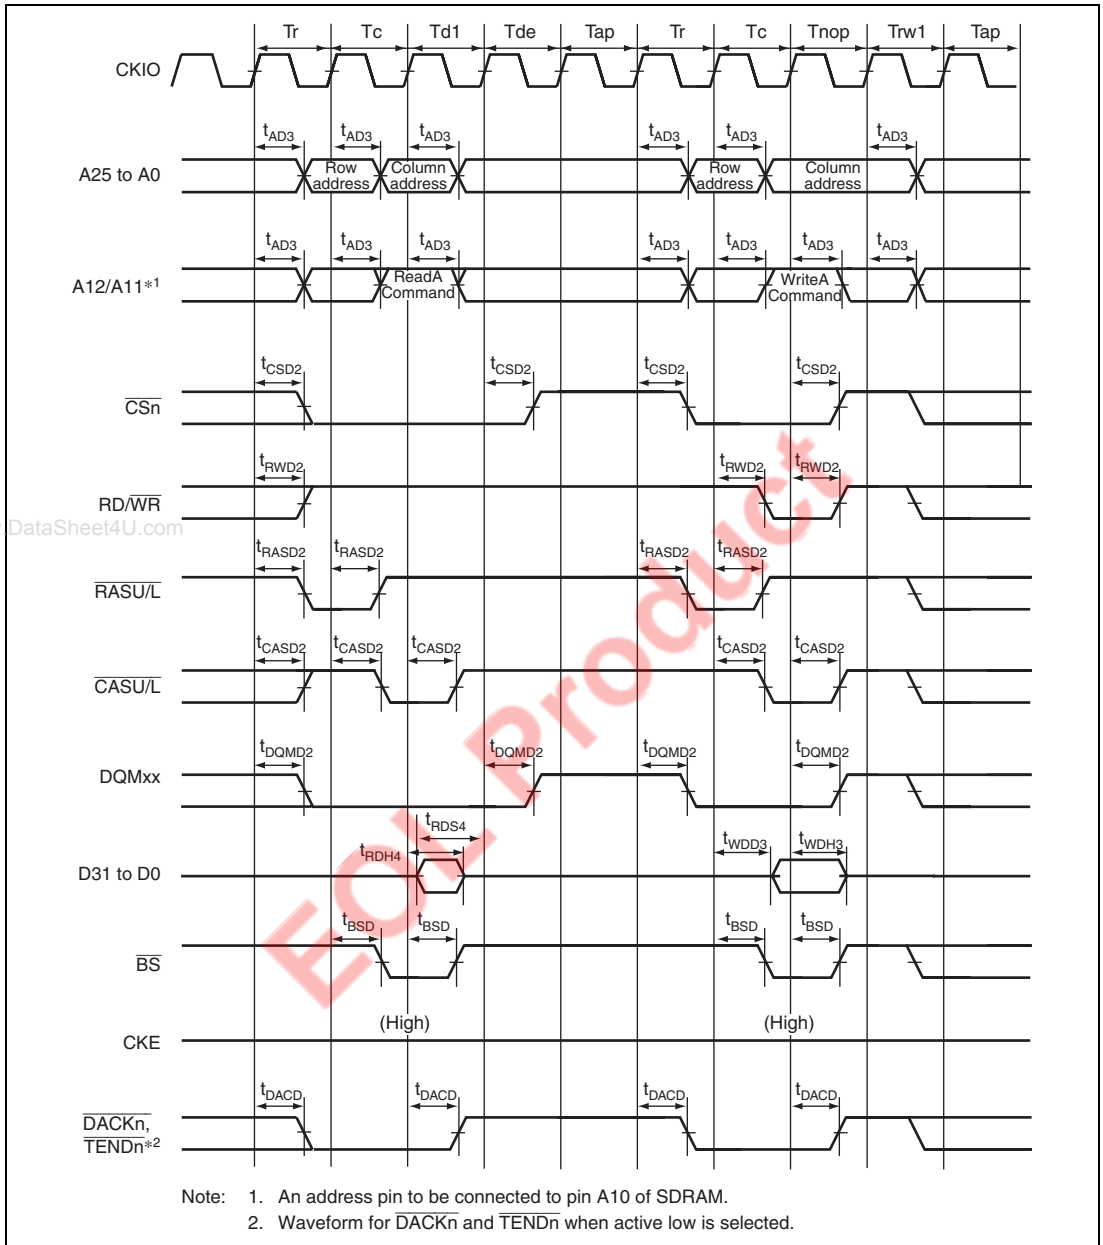 Tr Tc Td1 Tde Tap Tr Tc Tnop Trw1 Tap
CKIO
tAD3 tAD3 tAD3 tAD3 tAD3 tAD3
A25 to A0
Row address
Column address
Row address
Column address
tAD3 tAD3 tAD3 tAD3 tAD3 tAD3 tAD3
A12/A11*1
ReadA Command
WriteA Command
tCSD2 tCSD2 tCSD2 tCSD2
CSn
tRWD2 tRWD2 tRWD2
RD/WR
DataSheet4U.com
tRASD2 tRASD2 tRASD2 tRASD2
RASU/L
tCASD2 tCASD2 tCASD2 tCASD2 tCASD2
CASU/L
tDQMD2 tDQMD2 tDQMD2 tDQMD2
DQMxx
tRDS4
tRDH4 tWDD3 tWDH3
D31 to D0
tBSD tBSD tBSD tBSD
BS
(High) (High)
CKE
tDACD tDACD tDACD tDACD
DACKn,
TENDn*2
EOL Product
Note: 1. An address pin to be connected to pin A10 of SDRAM.
2. Waveform for DACKn and TENDn when active low is selected.